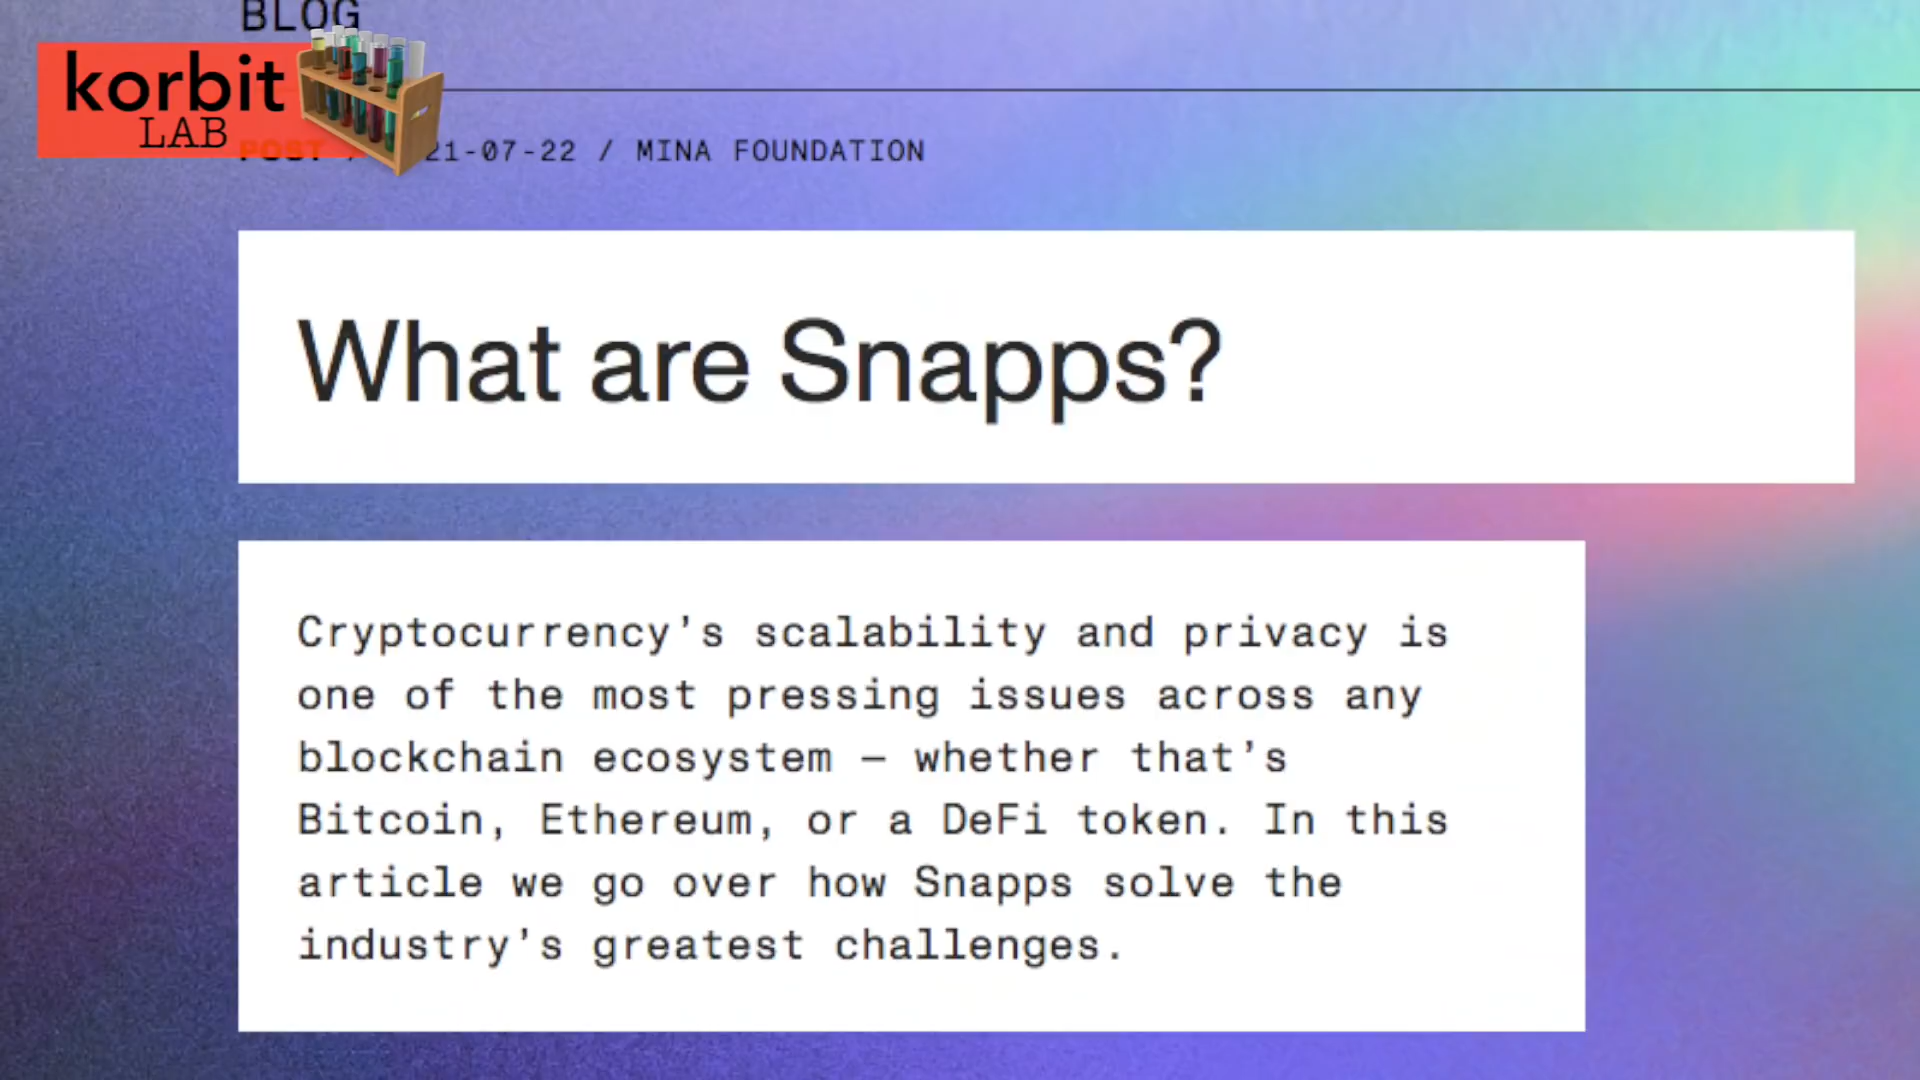 BLOG
korbit
LAB
POST / 21-07-22 / MINA FOUNDATION
What are Snapps?
Cryptocurrency’s scalability and privacy is
one of the most pressing issues across any
blockchain ecosystem – whether that’s
Bitcoin, Ethereum, or a DeFi token. In this
article we go over how Snapps solve the
industry’s greatest challenges.